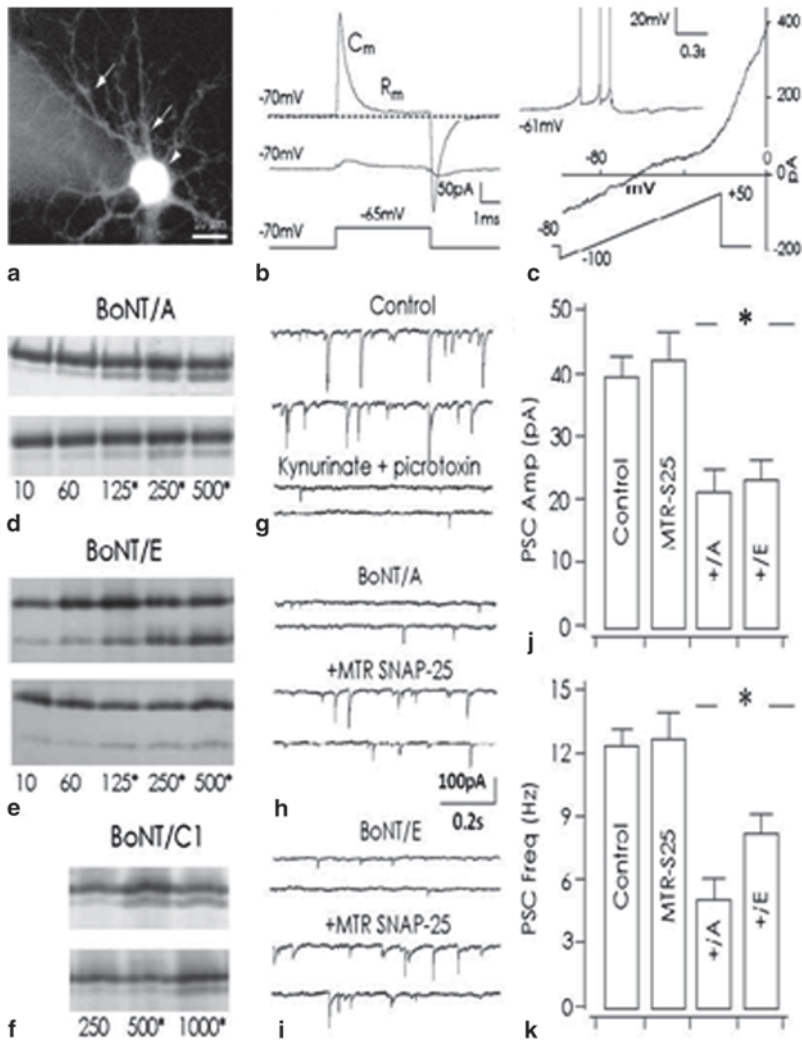 Cm
Rm
-70mV
-70mV
50pA
1ms
-65mV
-70mV
20mV
0.3s
400
200
-61mV
-80
0
0
pA
mV
-80
+50
-100
-200
a
b
c
BoNT/A
10 60 125* 250* 500*
d
BoNT/E
10 60 125* 250* 500*
e
BoNT/C1
250 500* 1000*
f
Control
Kynurinate + picrotoxin
g
BoNT/A
+MTR SNAP-25
100pA
0.2s
h
BoNT/E
+MTR SNAP-25
i
PSC Amp (pA)
50
40
30
20
10
0
*
Control
MTR-S25
+/A
+/E
j
PSC Freq (Hz)
15
12
9
6
3
0
*
Control
MTR-S25
+/A
+/E
k